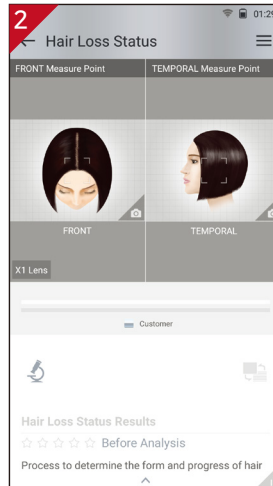 2
01:29
← Hair Loss Status
FRONT Measure Point
TEMPORAL Measure Point
FRONT
TEMPORAL
X1 Lens
Customer
Hair Loss Status Results
☆☆☆☆☆ Before Analysis
Process to determine the form and progress of hair